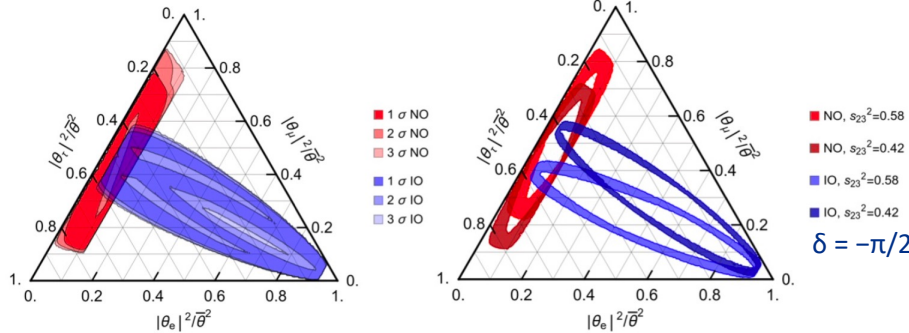 0. 1.
0.2 0.8
0.4 0.6
0.6 0.4
0.8 0.2
1. 0.
0. 0.2 0.4 0.6 0.8 1.
|θτ|²/θ̄²
|θμ|²/θ̄²
|θe|²/θ̄²
1 σ NO
2 σ NO
3 σ NO
1 σ IO
2 σ IO
3 σ IO
0. 1.
0.2 0.8
0.4 0.6
0.6 0.4
0.8 0.2
1. 0.
0. 0.2 0.4 0.6 0.8 1.
|θτ|²/θ̄²
|θμ|²/θ̄²
|θe|²/θ̄²
NO, s₂₃²=0.58
NO, s₂₃²=0.42
IO, s₂₃²=0.58
IO, s₂₃²=0.42
δ = −π/2